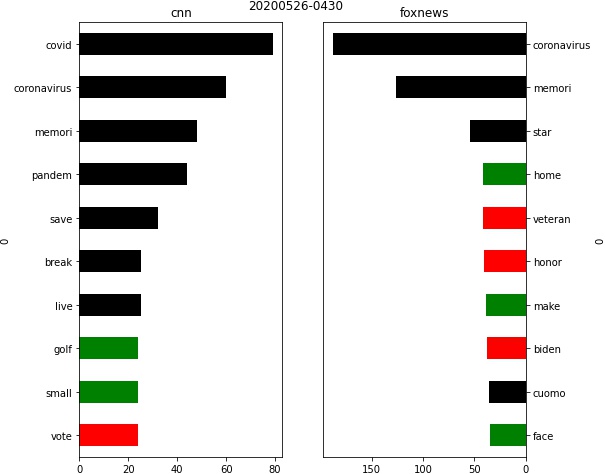 20200526-0430
cnn
foxnews
covid
coronavirus
memori
pandem
save
break
live
golf
small
vote
0 20 40 60 80
0
coronavirus
memori
star
home
veteran
honor
make
biden
cuomo
face
150 100 50 0
0